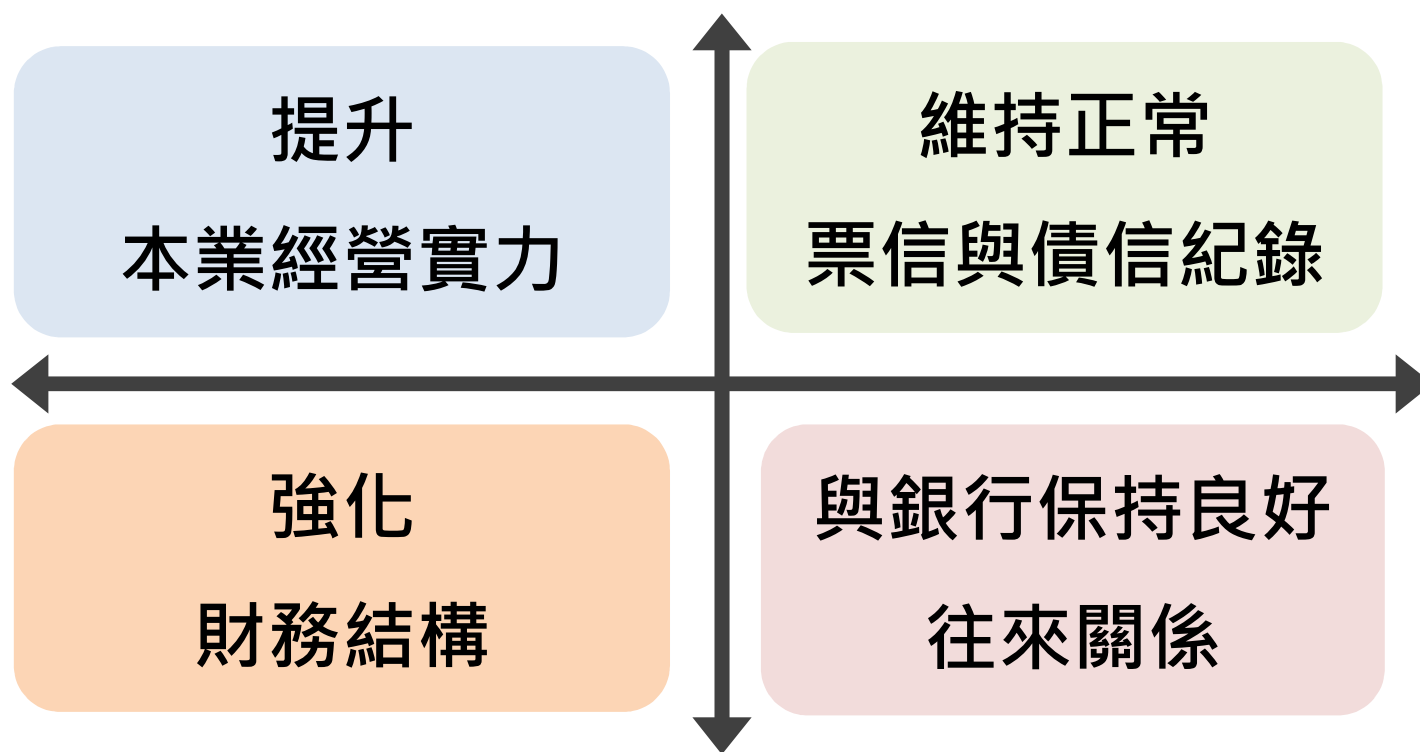 提升
本業經營實力
維持正常
票信與債信紀錄
強化
財務結構
與銀行保持良好
往來關係